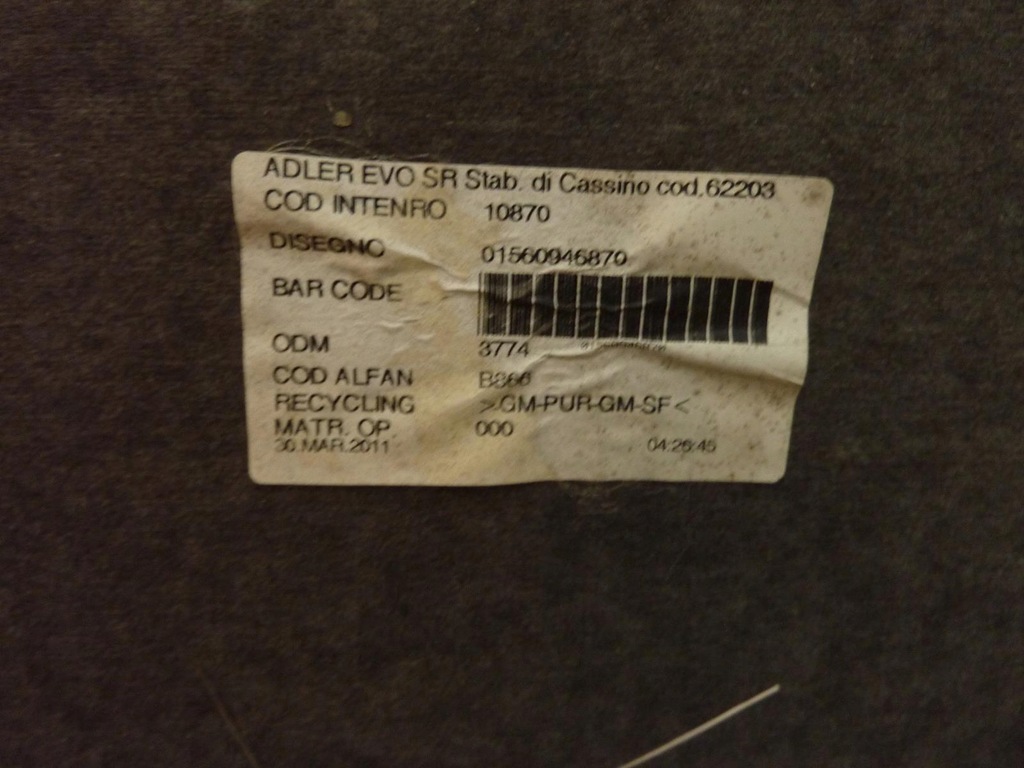 ADLER EVO SR Stab. di Cassino cod.62203
COD INTENRO 10870
DISEGNO 01560946870
BAR CODE
ODM 3774
COD ALFAN B866
RECYCLING >GM-PUR-GM-SF<
MATR. OP 000
30.MAR.2011 04:26:45